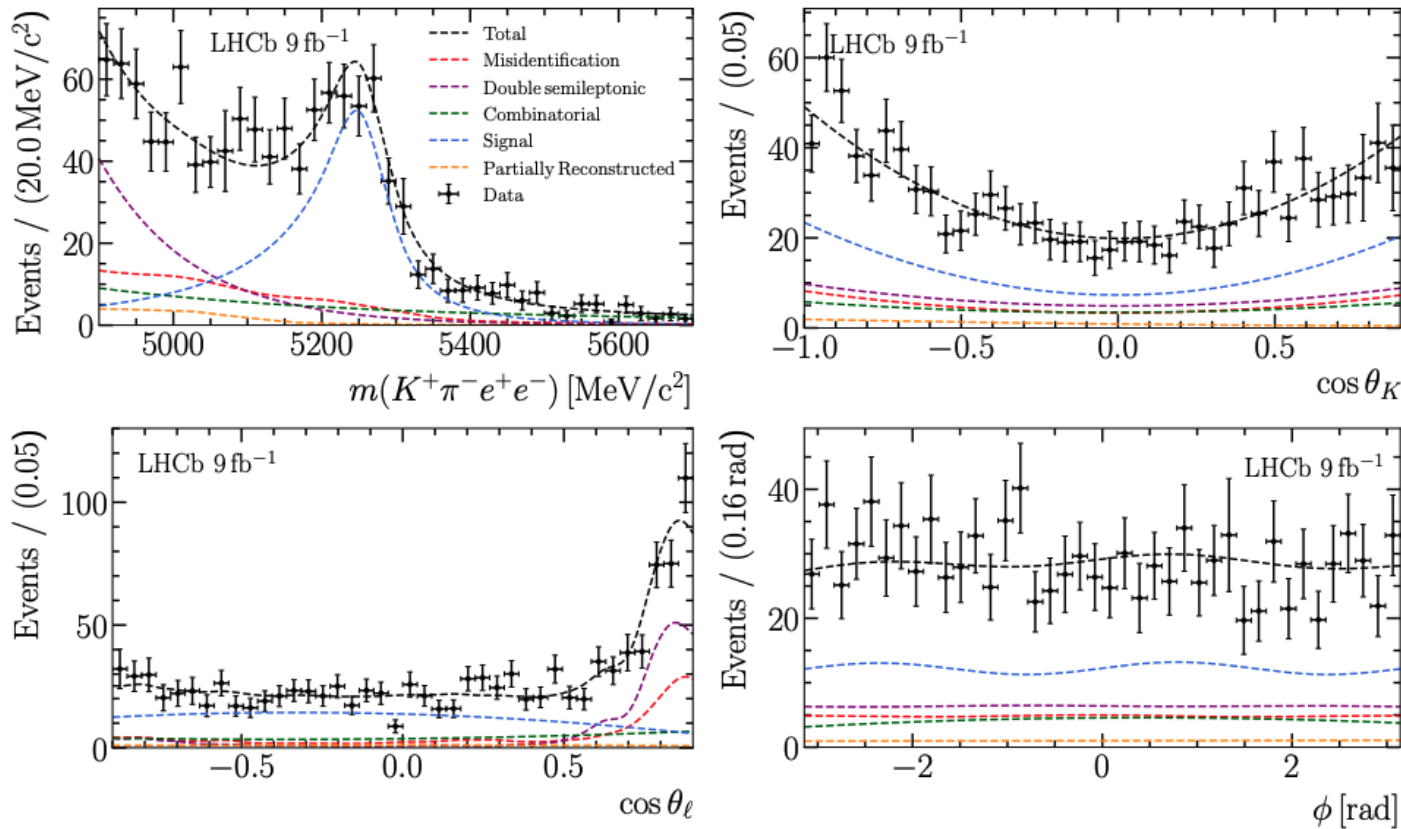 Events / (20.0 MeV/c²)
60
40
20
0
LHCb 9 fb⁻¹
Total
Misidentification
Double semileptonic
Combinatorial
Signal
Partially Reconstructed
Data
5000 5200 5400 5600
m(K⁺π⁻e⁺e⁻) [MeV/c²]
Events / (0.05)
60
40
20
0
LHCb 9 fb⁻¹
−1.0 −0.5 0.0 0.5
cos θ_K
Events / (0.05)
100
50
0
LHCb 9 fb⁻¹
−0.5 0.0 0.5
cos θ_ℓ
Events / (0.16 rad)
40
20
0
LHCb 9 fb⁻¹
−2 0 2
ϕ [rad]